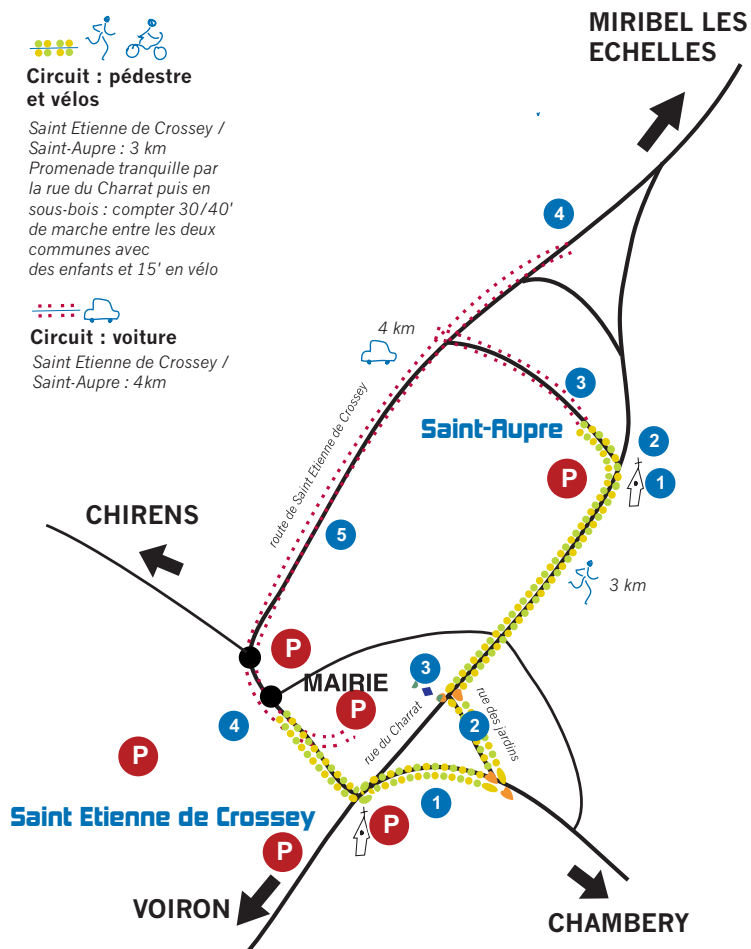 MIRIBEL LES
ECHELLES
Circuit : pédestre
et vélos
Saint Etienne de Crossey /
Saint-Aupre : 3 km
Promenade tranquille par
la rue du Charrat puis en
sous-bois : compter 30/40'
de marche entre les deux
communes avec
des enfants et 15' en vélo
Circuit : voiture
Saint Etienne de Crossey /
Saint-Aupre : 4km
4
4 km
3
route de Saint Etienne de Crossey
Saint-Aupre
2
P
1
CHIRENS
5
3 km
P
3
MAIRIE
P
rue des jardins
2
4
rue du Charrat
P
1
Saint Etienne de Crossey
P
P
VOIRON
CHAMBERY